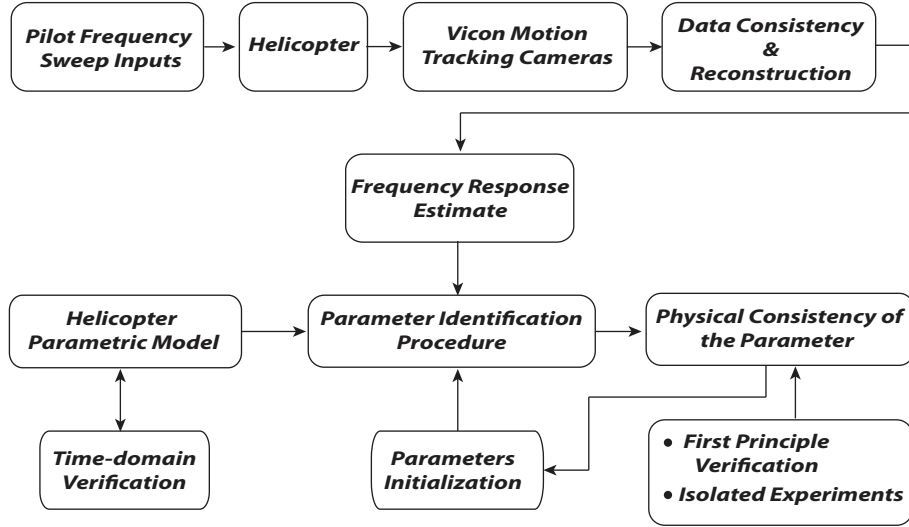 Pilot Frequency
Sweep Inputs
Helicopter
Vicon Motion
Tracking Cameras
Data Consistency
&
Reconstruction
Frequency Response
Estimate
Helicopter
Parametric Model
Parameter Identification
Procedure
Physical Consistency of
the Parameter
Time-domain
Verification
Parameters
Initialization
• First Principle
Verification
• Isolated Experiments